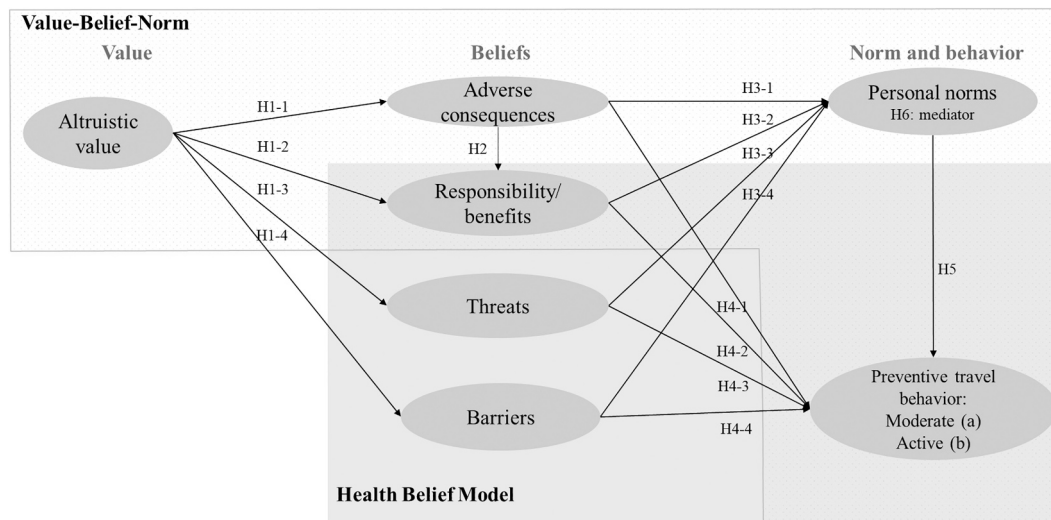 Value-Belief-Norm
Value
Beliefs
Norm and behavior
Altruistic
value
H1-1
H1-2
H1-3
H1-4
Adverse
consequences
H2
Responsibility/
benefits
Threats
Barriers
H3-1
H3-2
H3-3
H3-4
H4-1
H4-2
H4-3
H4-4
Personal norms
H6: mediator
H5
Preventive travel
behavior:
Moderate (a)
Active (b)
Health Belief Model